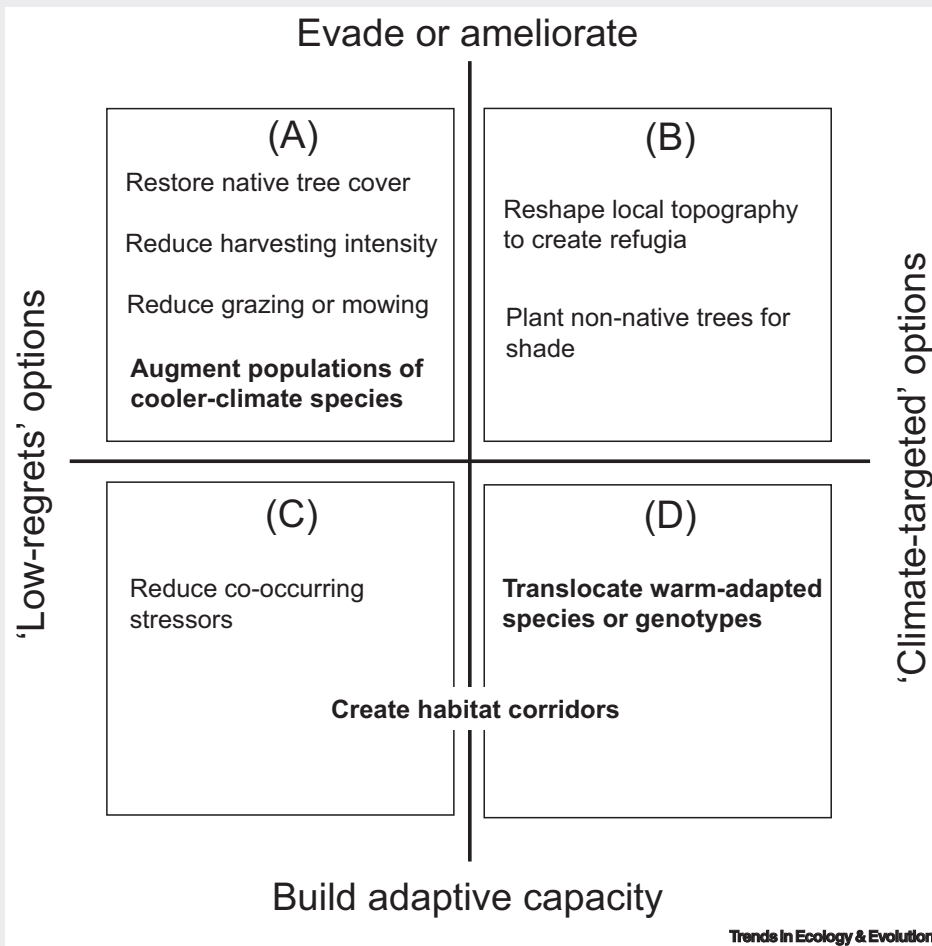 Evade or ameliorate
(A)
Restore native tree cover
Reduce harvesting intensity
Reduce grazing or mowing
Augment populations of
cooler-climate species
(B)
Reshape local topography
to create refugia
Plant non-native trees for
shade
‘Low-regrets’ options
‘Climate-targeted’ options
(C)
Reduce co-occurring
stressors
(D)
Translocate warm-adapted
species or genotypes
Create habitat corridors
Build adaptive capacity
Trends in Ecology & Evolution